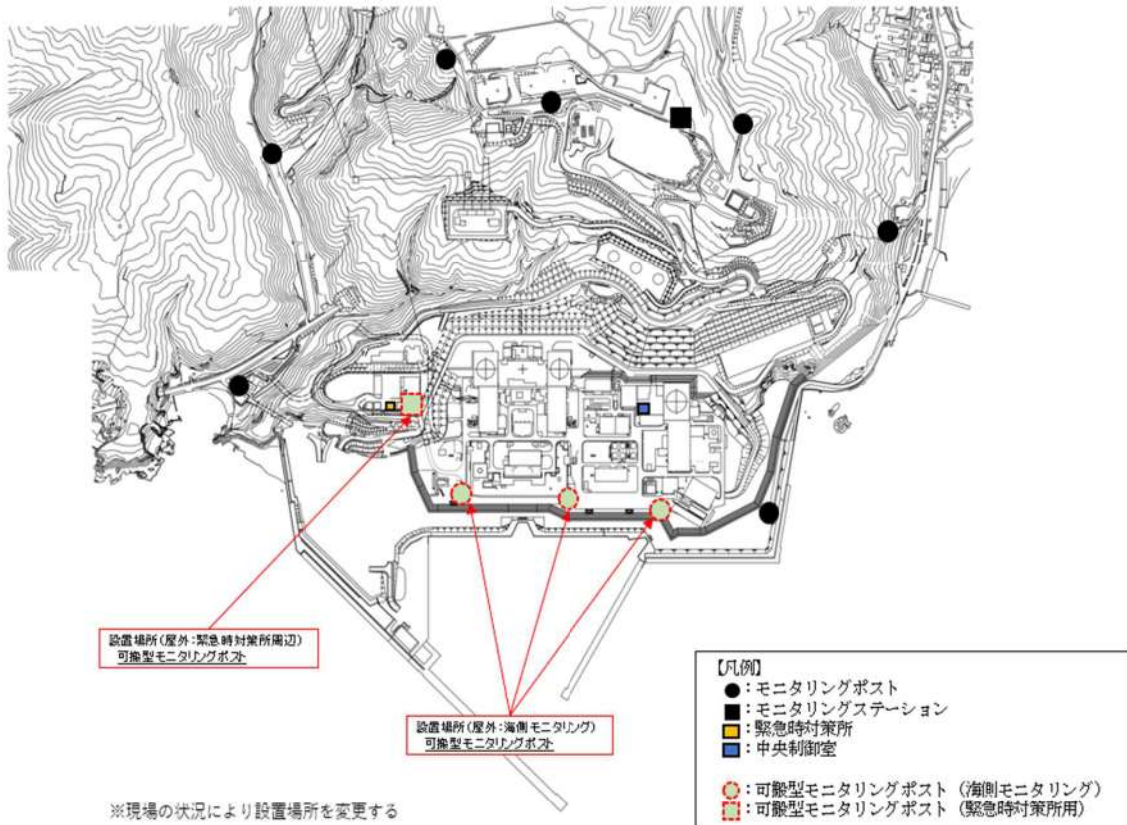 設置場所(屋外:緊急時対策所周辺)
可搬型モニタリングポスト
設置場所(屋外:海側モニタリング)
可搬型モニタリングポスト
※現場の状況により設置場所を変更する
【凡例】
●:モニタリングポスト
■:モニタリングステーション
:緊急時対策所
:中央制御室
:可搬型モニタリングポスト(海側モニタリング)
:可搬型モニタリングポスト(緊急時対策所用)